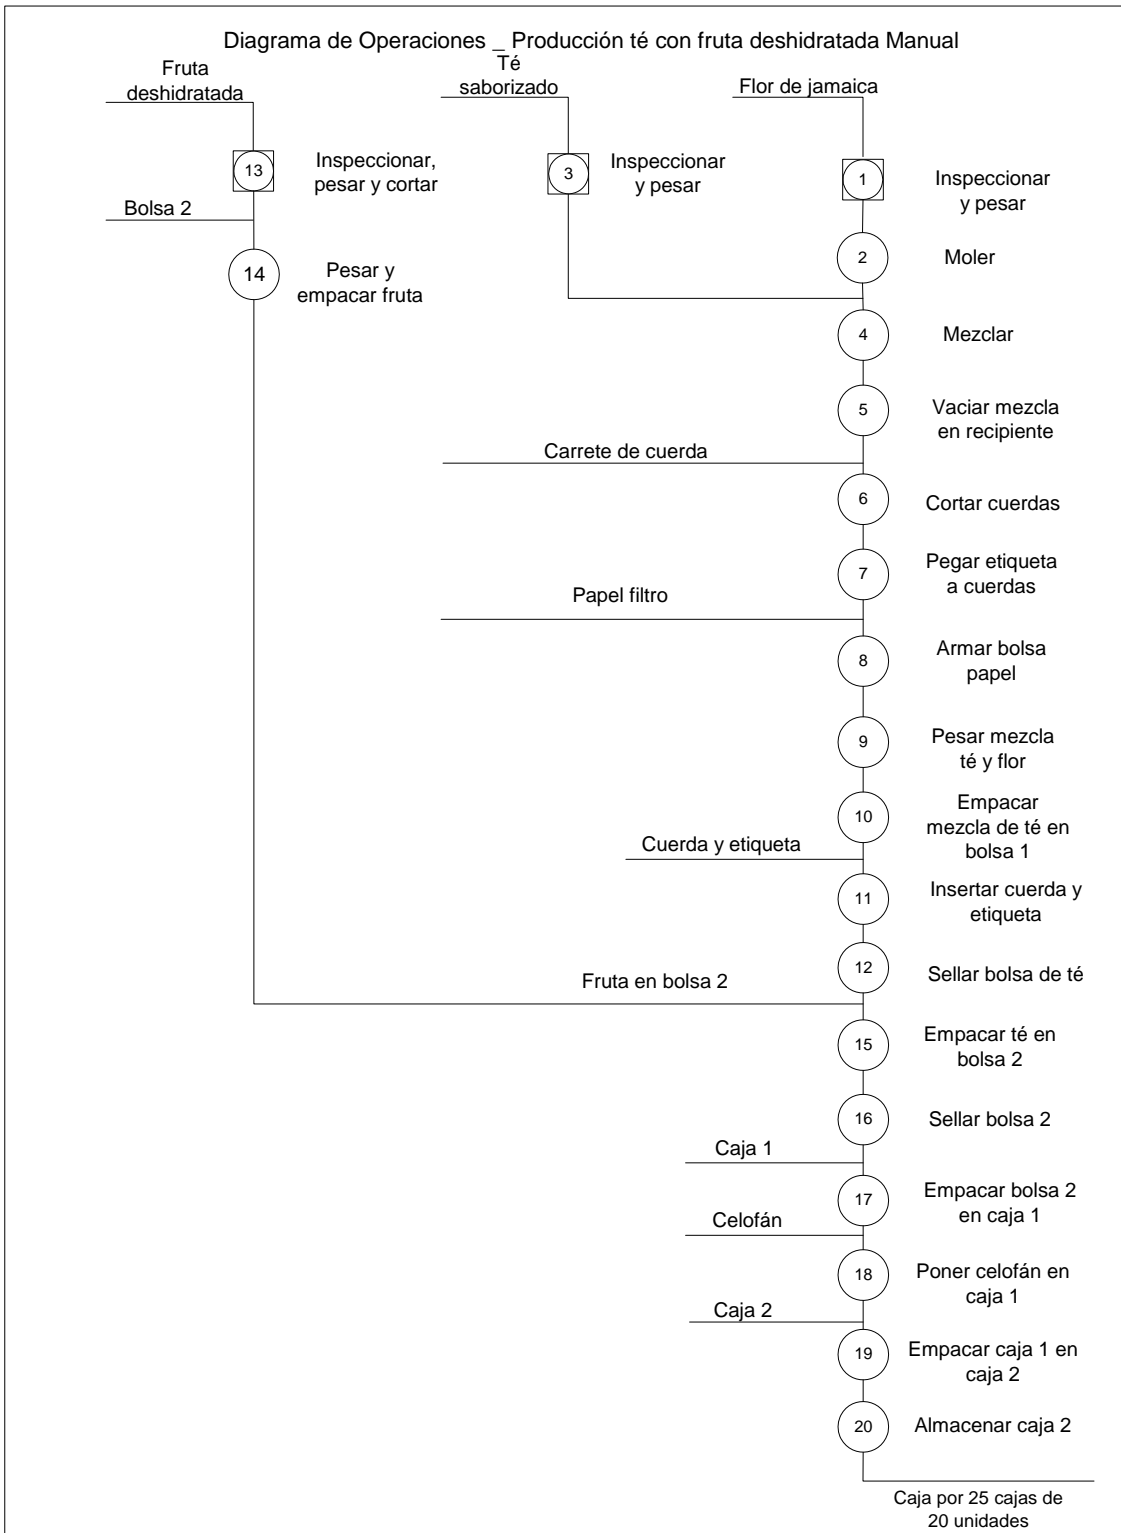 Diagrama de Operaciones _ Producción té con fruta deshidratada Manual
Fruta
deshidratada
Té
saborizado
Flor de jamaica
13
Inspeccionar,
pesar y cortar
3
Inspeccionar
y pesar
1
Inspeccionar
y pesar
Bolsa 2
14
Pesar y
empacar fruta
2
Moler
4
Mezclar
5
Vaciar mezcla
en recipiente
Carrete de cuerda
6
Cortar cuerdas
7
Pegar etiqueta
a cuerdas
Papel filtro
8
Armar bolsa
papel
9
Pesar mezcla
té y flor
10
Empacar
mezcla de té en
bolsa 1
Cuerda y etiqueta
11
Insertar cuerda y
etiqueta
12
Sellar bolsa de té
Fruta en bolsa 2
15
Empacar té en
bolsa 2
16
Sellar bolsa 2
Caja 1
17
Empacar bolsa 2
en caja 1
Celofán
18
Poner celofán en
caja 1
Caja 2
19
Empacar caja 1 en
caja 2
20
Almacenar caja 2
Caja por 25 cajas de
20 unidades